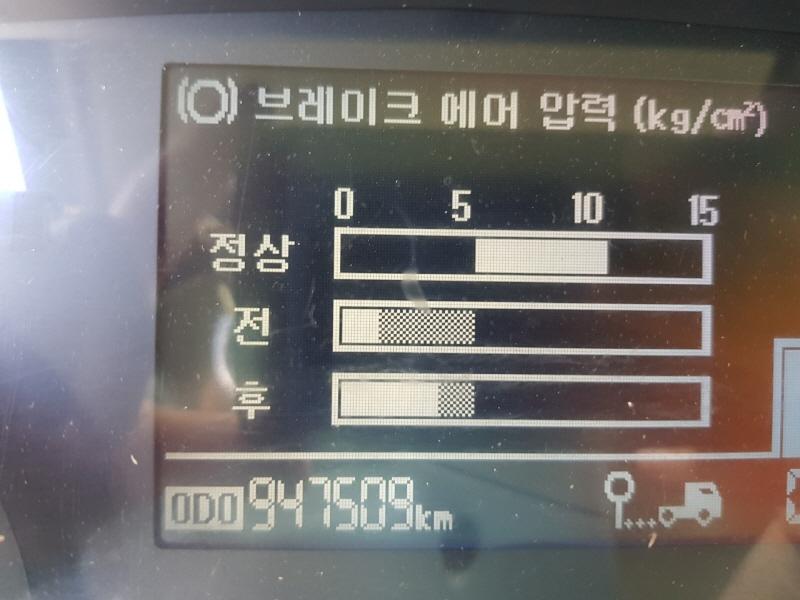 브레이크 에어 압력 (kg/cm²)
0 5 10 15
정상
전
후
ODO 947509km